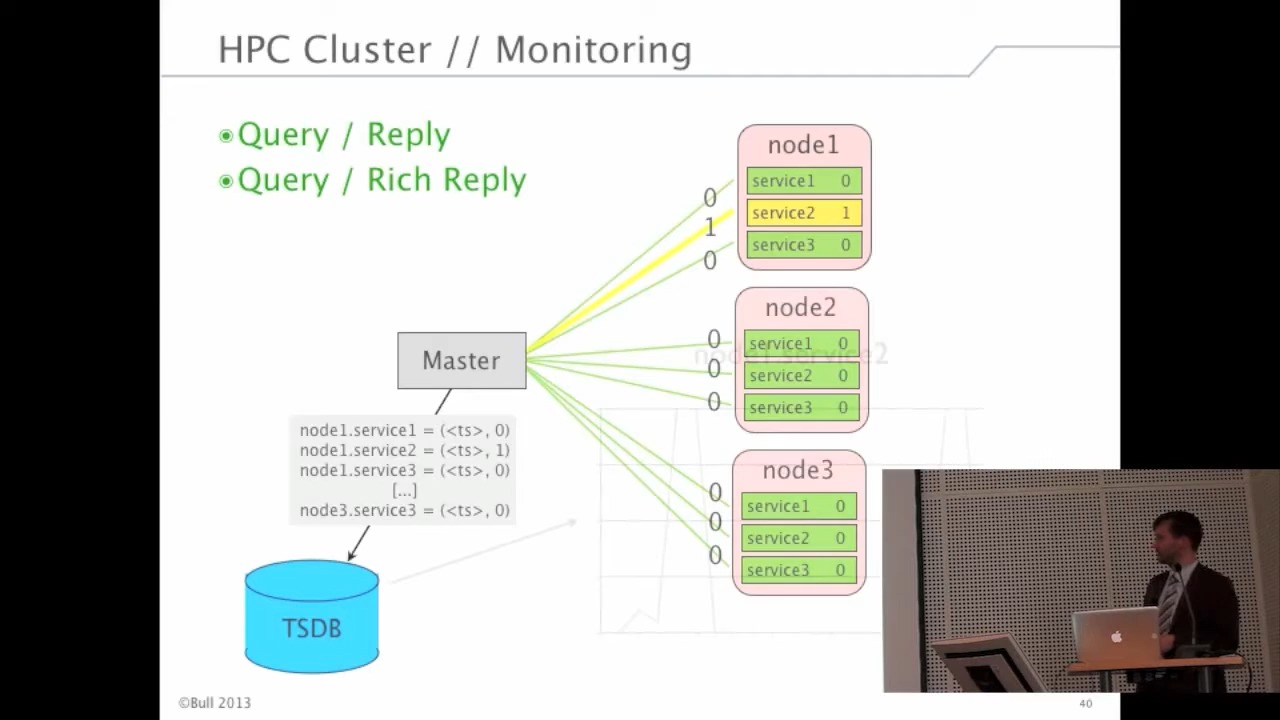 HPC Cluster // Monitoring
Query / Reply
Query / Rich Reply
node1
service1 0
service2 1
service3 0
0
1
0
node2
service1 0
service2 0
service3 0
0
0
0
node1.service2
Master
node1.service1 = (<ts>, 0)
node1.service2 = (<ts>, 1)
node1.service3 = (<ts>, 0)
[...]
node3.service3 = (<ts>, 0)
node3
service1 0
service2 0
service3 0
0
0
0
TSDB
©Bull 2013
40